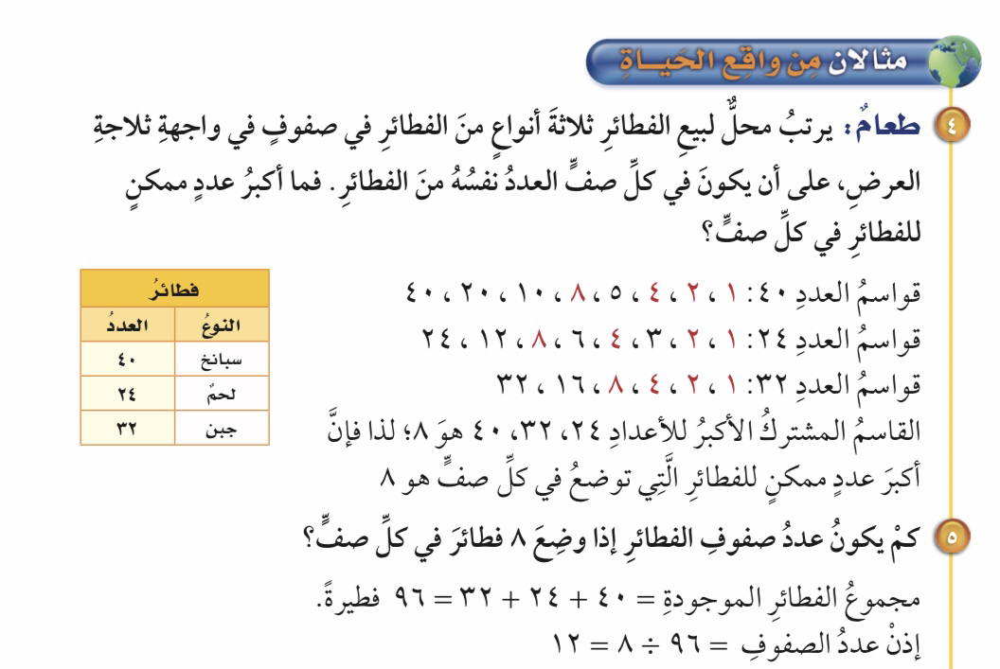 مثالان مِن واقِعِ الحَيـاةِ
٤ طعامٌ: يرتبُ محلٌّ لبيعِ الفطائرِ ثلاثةَ أنواعٍ منَ الفطائرِ في صفوفٍ في واجهةِ ثلاجةِ
العرضِ، على أن يكونَ في كلِّ صفٍّ العددُ نفسُهُ منَ الفطائرِ. فما أكبرُ عددٍ ممكنٍ
للفطائرِ في كلِّ صفٍّ؟
قواسمُ العددِ ٤٠: ١ ، ٢ ، ٤ ، ٥ ، ٨ ، ١٠ ، ٢٠ ، ٤٠
قواسمُ العددِ ٢٤: ١ ، ٢ ، ٣ ، ٤ ، ٦ ، ٨ ، ١٢ ، ٢٤
قواسمُ العددِ ٣٢: ١ ، ٢ ، ٤ ، ٨ ، ١٦ ، ٣٢
القاسمُ المشتركُ الأكبرُ للأعدادِ ٢٤، ٣٢، ٤٠ هوَ ٨؛ لذا فإنَّ
أكبرَ عددٍ ممكنٍ للفطائرِ الَّتِي توضعُ في كلِّ صفٍّ هو ٨
فطائرُ
النوعُ العددُ
سبانخ ٤٠
لحمٌ ٢٤
جبن ٣٢
٥ كمْ يكونُ عددُ صفوفِ الفطائرِ إذا وضِعَ ٨ فطائرَ في كلِّ صفٍّ؟
مجموعُ الفطائرِ الموجودةِ = ٤٠ + ٢٤ + ٣٢ = ٩٦ فطيرةً.
إذنْ عددُ الصفوفِ = ٩٦ ÷ ٨ = ١٢